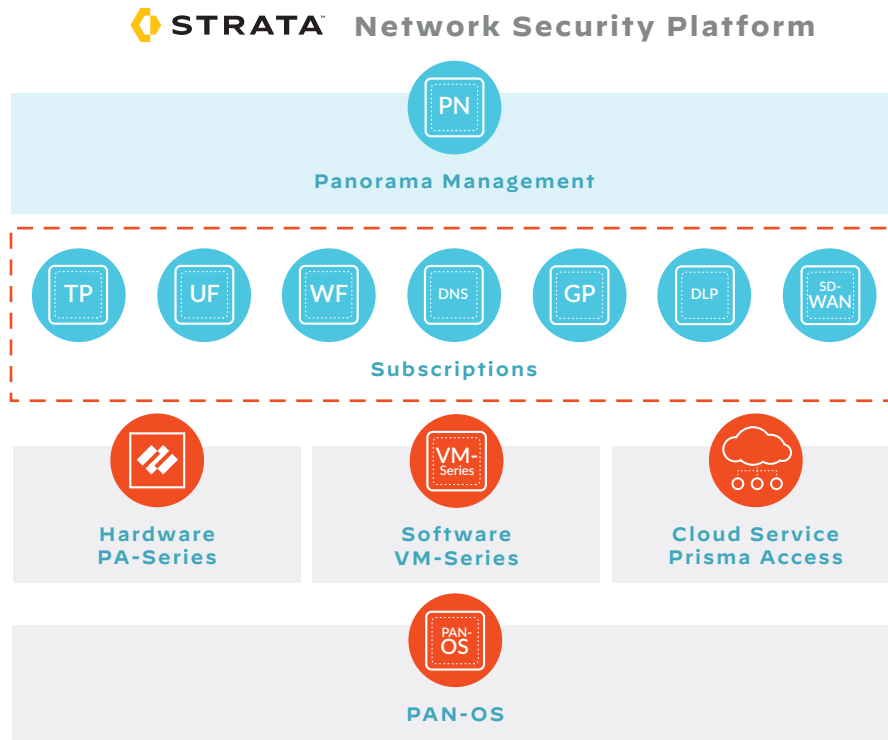 STRATA Network Security Platform
PN
Panorama Management
TP UF WF DNS GP DLP SD-
WAN
Subscriptions
VM-
Series
Hardware
PA-Series
Software
VM-Series
Cloud Service
Prisma Access
PAN-
OS
PAN-OS